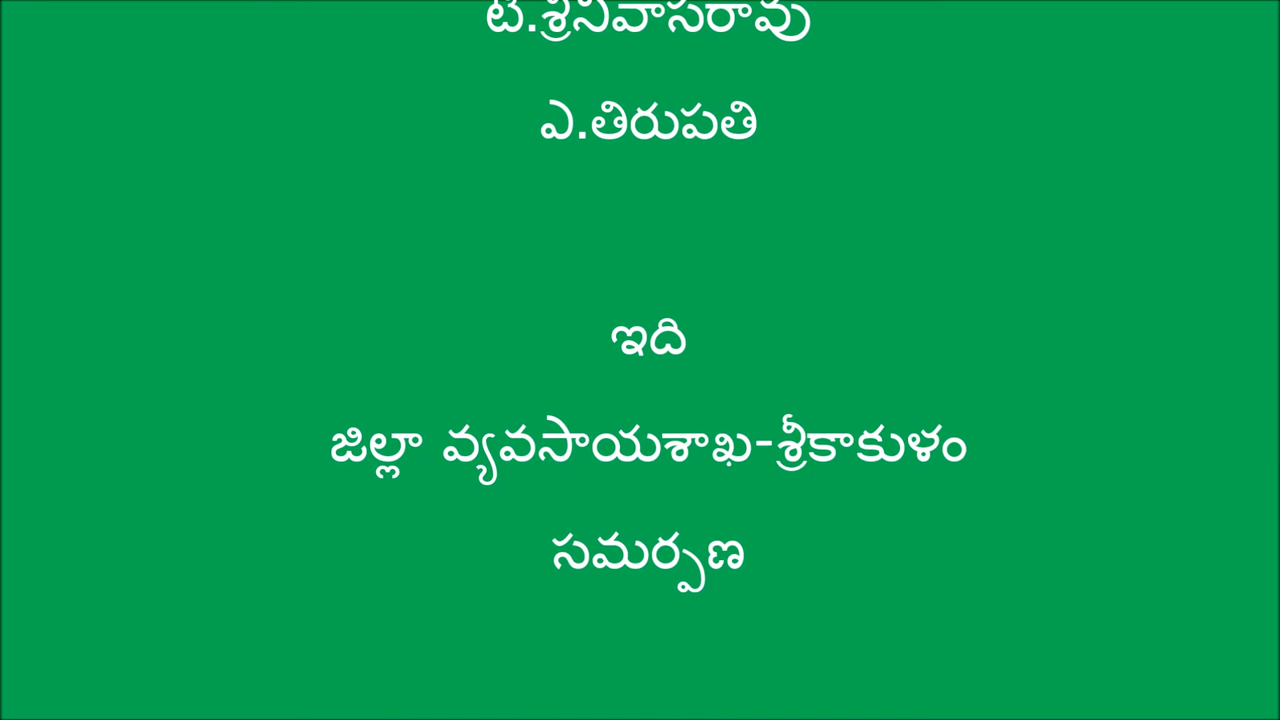 టి.శ్రీనివాసరావు
ఎ.తిరుపతి
ఇది
జిల్లా వ్యవసాయశాఖ-శ్రీకాకుళం
సమర్పణ